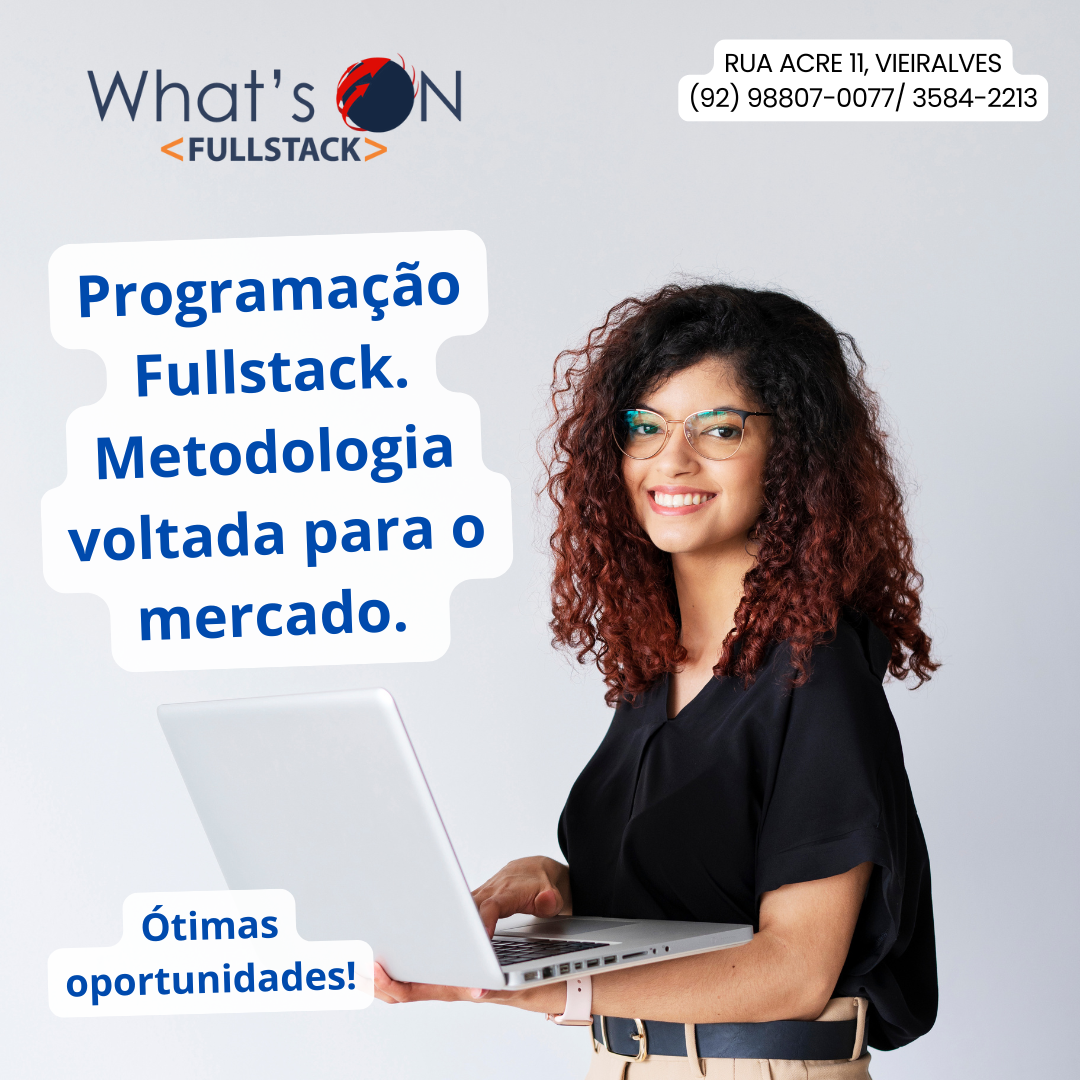 What's ON
<FULLSTACK>
RUA ACRE 11, VIEIRALVES
(92) 98807-0077/ 3584-2213
Programação
Fullstack.
Metodologia
voltada para o
mercado.
Ótimas
oportunidades!